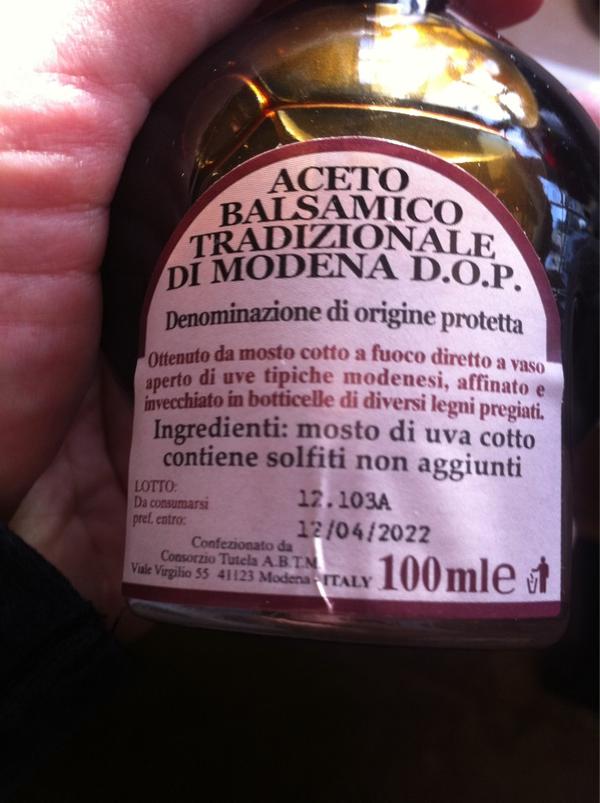 ACETO
BALSAMICO
TRADIZIONALE
DI MODENA D.O.P.
Denominazione di origine protetta
Ottenuto da mosto cotto a fuoco diretto a vaso
aperto di uve tipiche modenesi, affinato e
invecchiato in botticelle di diversi legni pregiati.
Ingredienti: mosto di uva cotto
contiene solfiti non aggiunti
LOTTO: 12.103A
Da consumarsi
pref. entro: 12/04/2022
Confezionato da
Consorzio Tutela A.B.T.M.
Viale Virgilio 55 41123 Modena - ITALY
100mle